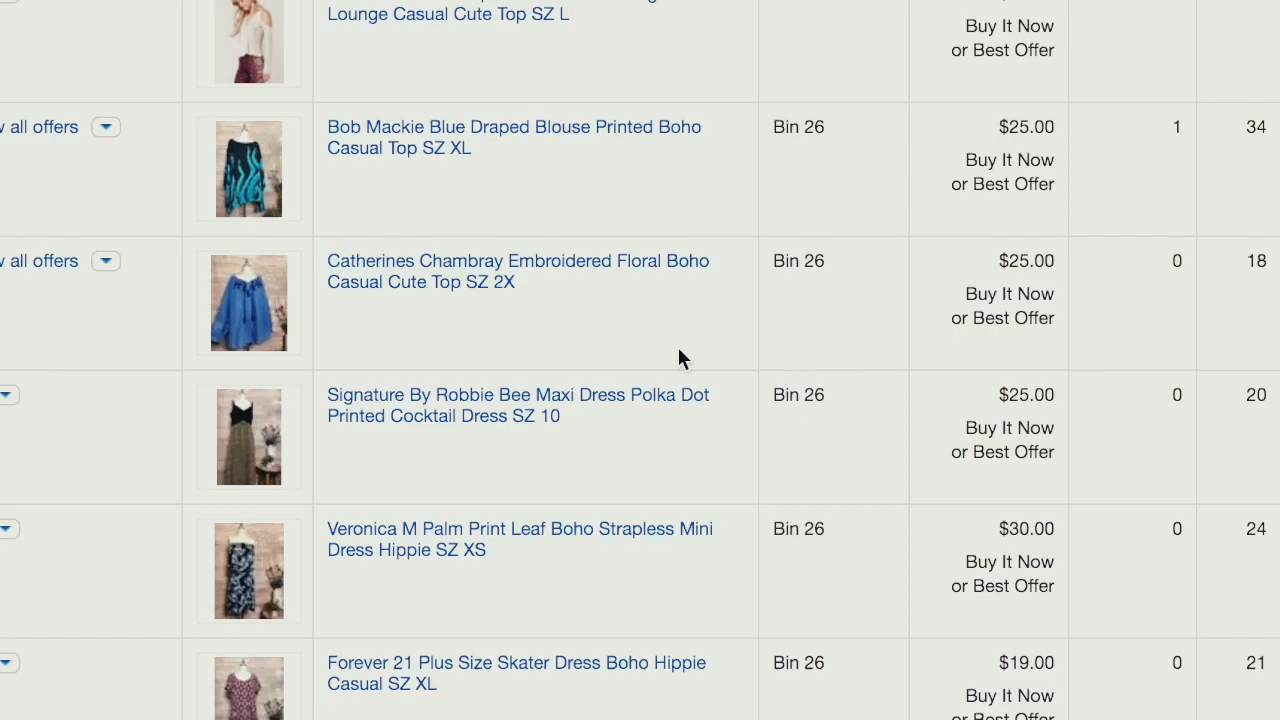 Lounge Casual Cute Top SZ L
Buy It Now
or Best Offer
all offers
Bob Mackie Blue Draped Blouse Printed Boho
Casual Top SZ XL
Bin 26
$25.00
1
34
Buy It Now
or Best Offer
all offers
Catherines Chambray Embroidered Floral Boho
Casual Cute Top SZ 2X
Bin 26
$25.00
0
18
Buy It Now
or Best Offer
Signature By Robbie Bee Maxi Dress Polka Dot
Printed Cocktail Dress SZ 10
Bin 26
$25.00
0
20
Buy It Now
or Best Offer
Veronica M Palm Print Leaf Boho Strapless Mini
Dress Hippie SZ XS
Bin 26
$30.00
0
24
Buy It Now
or Best Offer
Forever 21 Plus Size Skater Dress Boho Hippie
Casual SZ XL
Bin 26
$19.00
0
21
Buy It Now
or Best Offer